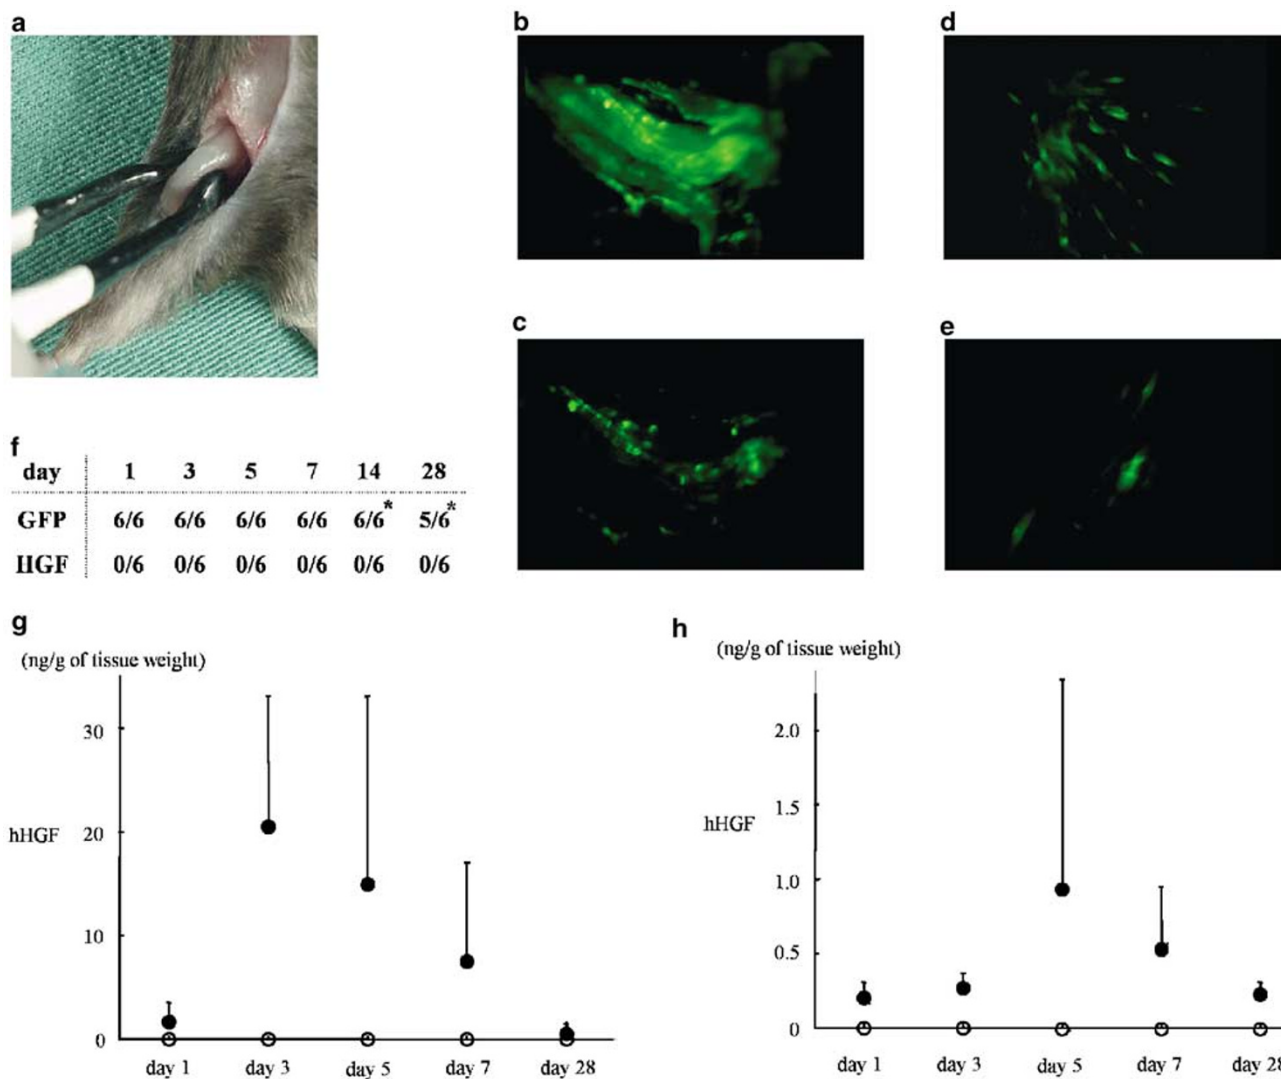 a
b
d
c
e
f
day 1 3 5 7 14 28
GFP 6/6 6/6 6/6 6/6 6/6* 5/6*
HGF 0/6 0/6 0/6 0/6 0/6 0/6
g
(ng/g of tissue weight)
30
20
hHGF
10
0
day 1 day 3 day 5 day 7 day 28
h
(ng/g of tissue weight)
2.0
1.5
hHGF
1.0
0.5
0
day 1 day 3 day 5 day 7 day 28